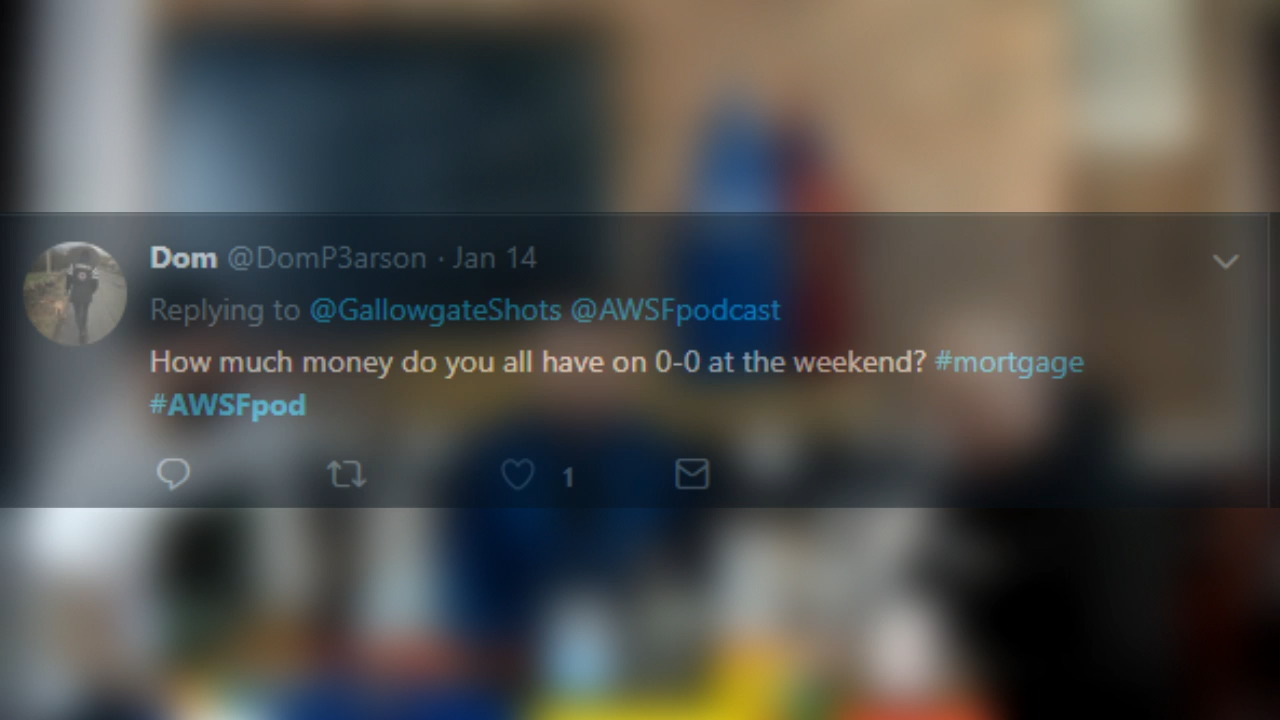 Dom @DomP3arson · Jan 14
Replying to @GallowgateShots @AWSFpodcast
How much money do you all have on 0-0 at the weekend? #mortgage
#AWSFpod
1